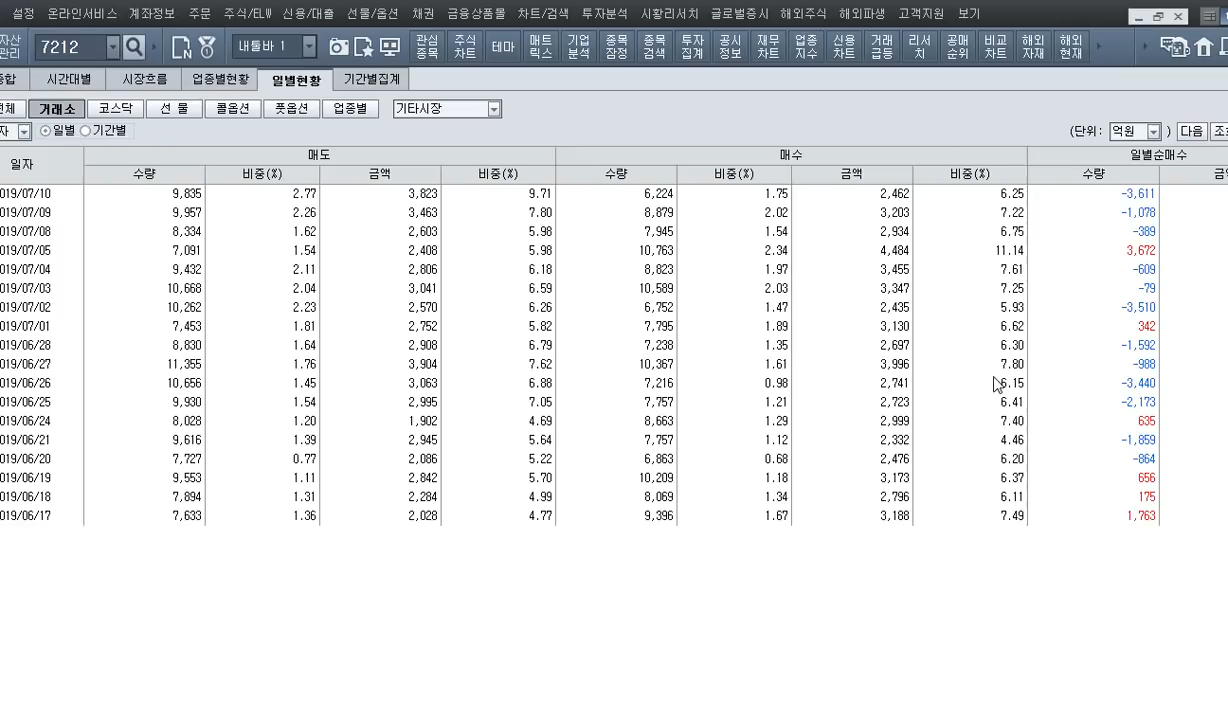 설정 온라인서비스 계좌정보 주문 주식/ELW 신용/대출 선물/옵션 채권 금융상품몰 차트/검색 투자분석 시황리서치 글로벌증시 해외주식 해외파생 고객지원 보기
자산관리 7212 내툴바 1 관심종목 주식차트 테마 매트릭스 기업분석 종목잠정 종목검색 투자집계 공시정보 재무차트 업종지수 신용차트 거래급등 리서치 공매순위 비교차트 해외자재 해외현재
종합 시간대별 시장흐름 업종별현황 일별현황 기간별집계
전체 거래소 코스닥 선 물 콜옵션 풋옵션 업종별 기타시장
자 일별 기간별 (단위: 억원 ) 다음 조
일자 매도 매수 일별순매수
수량 비중(%) 금액 비중(%) 수량 비중(%) 금액 비중(%) 수량 금
019/07/10 9,835 2.77 3,823 9.71 6,224 1.75 2,462 6.25 -3,611
019/07/09 9,957 2.26 3,463 7.80 8,879 2.02 3,203 7.22 -1,078
019/07/08 8,334 1.62 2,603 5.98 7,945 1.54 2,934 6.75 -389
019/07/05 7,091 1.54 2,408 5.98 10,763 2.34 4,484 11.14 3,672
019/07/04 9,432 2.11 2,806 6.18 8,823 1.97 3,455 7.61 -609
019/07/03 10,668 2.04 3,041 6.59 10,589 2.03 3,347 7.25 -79
019/07/02 10,262 2.23 2,570 6.26 6,752 1.47 2,435 5.93 -3,510
019/07/01 7,453 1.81 2,752 5.82 7,795 1.89 3,130 6.62 342
019/06/28 8,830 1.64 2,908 6.79 7,238 1.35 2,697 6.30 -1,592
019/06/27 11,355 1.76 3,904 7.62 10,367 1.61 3,996 7.80 -988
019/06/26 10,656 1.45 3,063 6.88 7,216 0.98 2,741 6.15 -3,440
019/06/25 9,930 1.54 2,995 7.05 7,757 1.21 2,723 6.41 -2,173
019/06/24 8,028 1.20 1,902 4.69 8,663 1.29 2,999 7.40 635
019/06/21 9,616 1.39 2,945 5.64 7,757 1.12 2,332 4.46 -1,859
019/06/20 7,727 0.77 2,086 5.22 6,863 0.68 2,476 6.20 -864
019/06/19 9,553 1.11 2,842 5.70 10,209 1.18 3,173 6.37 656
019/06/18 7,894 1.31 2,284 4.99 8,069 1.34 2,796 6.11 175
019/06/17 7,633 1.36 2,028 4.77 9,396 1.67 3,188 7.49 1,763